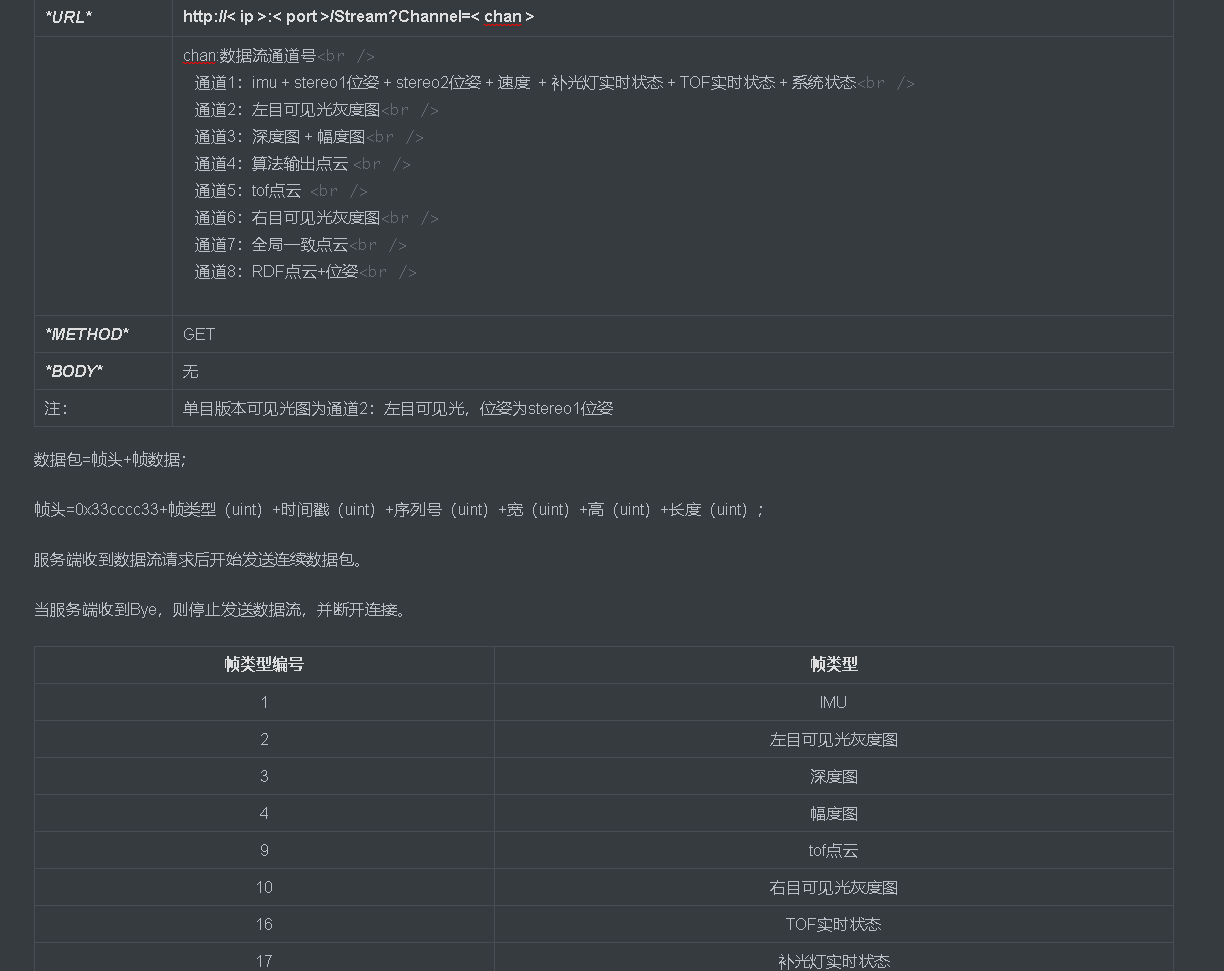 *URL* http://< ip >:< port >/Stream?Channel=< chan >
chan:数据流通道号<br />
通道1：imu + stereo1位姿 + stereo2位姿 + 速度 + 补光灯实时状态 + TOF实时状态 + 系统状态<br />
通道2：左目可见光灰度图<br />
通道3：深度图 + 幅度图<br />
通道4：算法输出点云 <br />
通道5：tof点云 <br />
通道6：右目可见光灰度图<br />
通道7：全局一致点云<br />
通道8：RDF点云+位姿<br />
*METHOD* GET
*BODY* 无
注： 单目版本可见光图为通道2：左目可见光，位姿为stereo1位姿
数据包=帧头+帧数据；
帧头=0x33cccc33+帧类型（uint）+时间戳（uint）+序列号（uint）+宽（uint）+高（uint）+长度（uint）；
服务端收到数据流请求后开始发送连续数据包。
当服务端收到Bye，则停止发送数据流，并断开连接。
帧类型编号 帧类型
1 IMU
2 左目可见光灰度图
3 深度图
4 幅度图
9 tof点云
10 右目可见光灰度图
16 TOF实时状态
17 补光灯实时状态